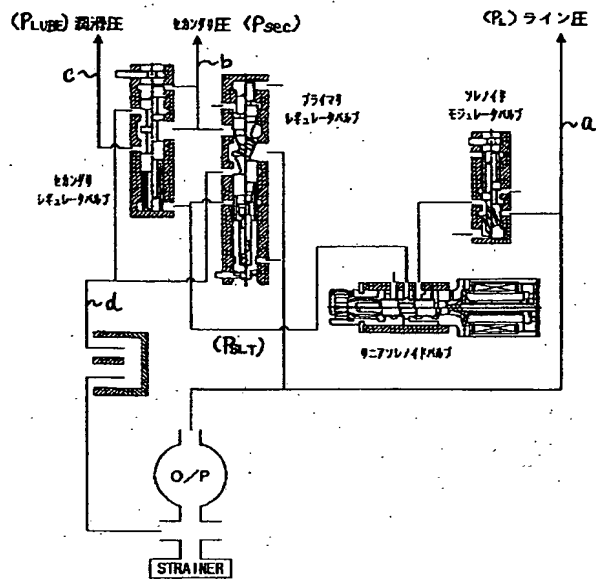 (PLUBE) 潤滑圧
セカンダリ圧 (Psec)
(PL) ライン圧
c
b
a
プライマリ
レギュレータバルブ
ソレノイド
モジュレータバルブ
セカンダリ
レギュレータバルブ
d
(PSLT)
リニアソレノイドバルブ
O/P
STRAINER